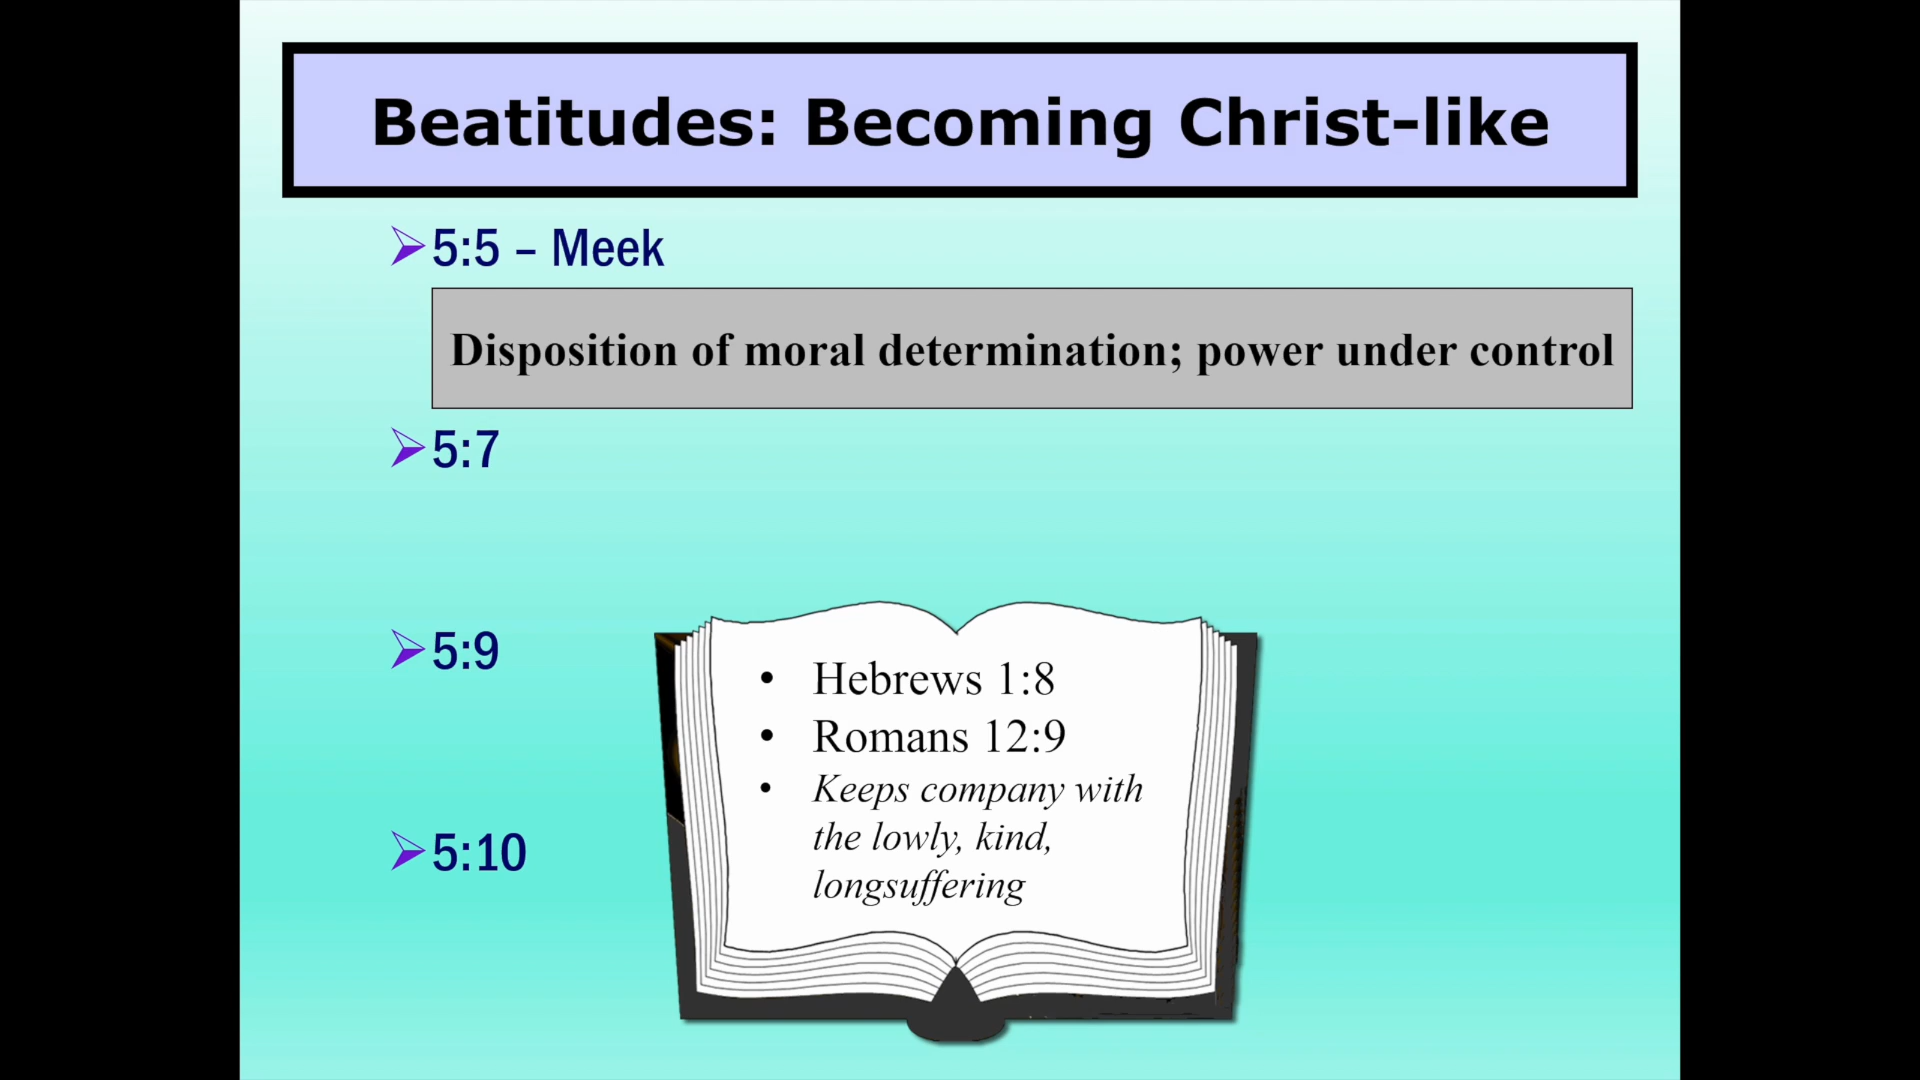 Beatitudes: Becoming Christ-like
5:5 – Meek
Disposition of moral determination; power under control
5:7
5:9
5:10
• Hebrews 1:8
• Romans 12:9
• Keeps company with
the lowly, kind,
longsuffering